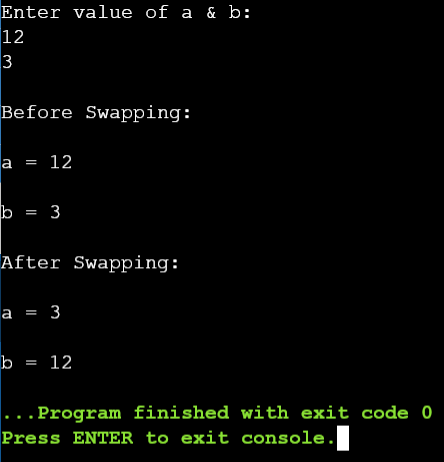 Enter value of a & b:
12
3
Before Swapping:
a = 12
b = 3
After Swapping:
a = 3
b = 12
...Program finished with exit code 0
Press ENTER to exit console.